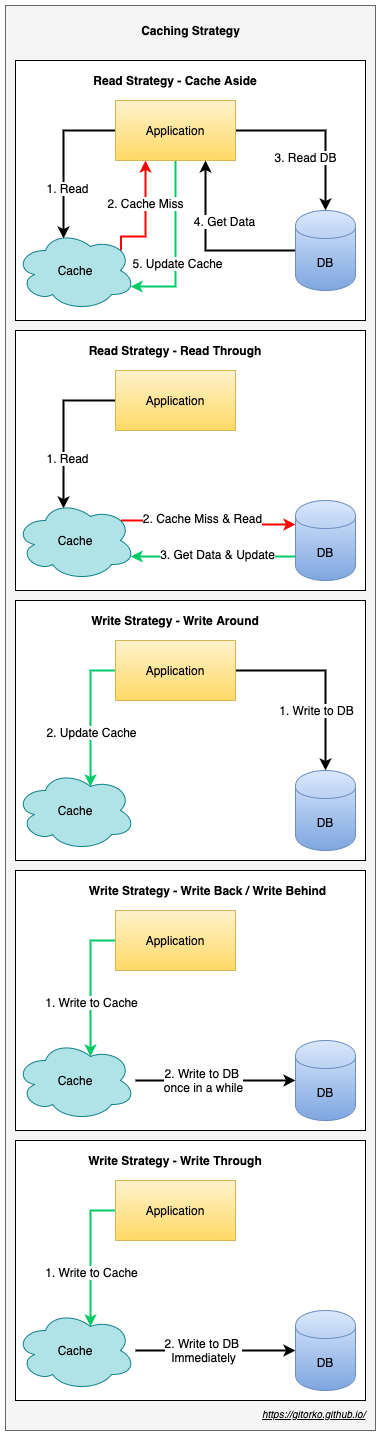 Caching Strategy
Read Strategy - Cache Aside
Application
1. Read
2. Cache Miss
3. Read DB
4. Get Data
5. Update Cache
Cache
DB
Read Strategy - Read Through
Application
1. Read
2. Cache Miss & Read
3. Get Data & Update
Cache
DB
Write Strategy - Write Around
Application
1. Write to DB
2. Update Cache
Cache
DB
Write Strategy - Write Back / Write Behind
Application
1. Write to Cache
2. Write to DB
once in a while
Cache
DB
Write Strategy - Write Through
Application
1. Write to Cache
2. Write to DB
Immediately
Cache
DB
https://gitorko.github.io/